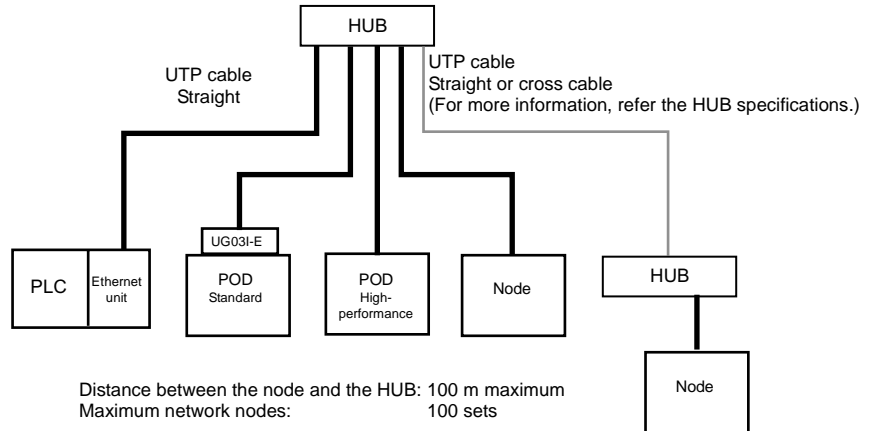 HUB
UTP cable
Straight
UTP cable
Straight or cross cable
(For more information, refer the HUB specifications.)
UG03I-E
PLC
Ethernet
unit
POD
Standard
POD
High-
performance
Node
HUB
Node
Distance between the node and the HUB: 100 m maximum
Maximum network nodes: 100 sets